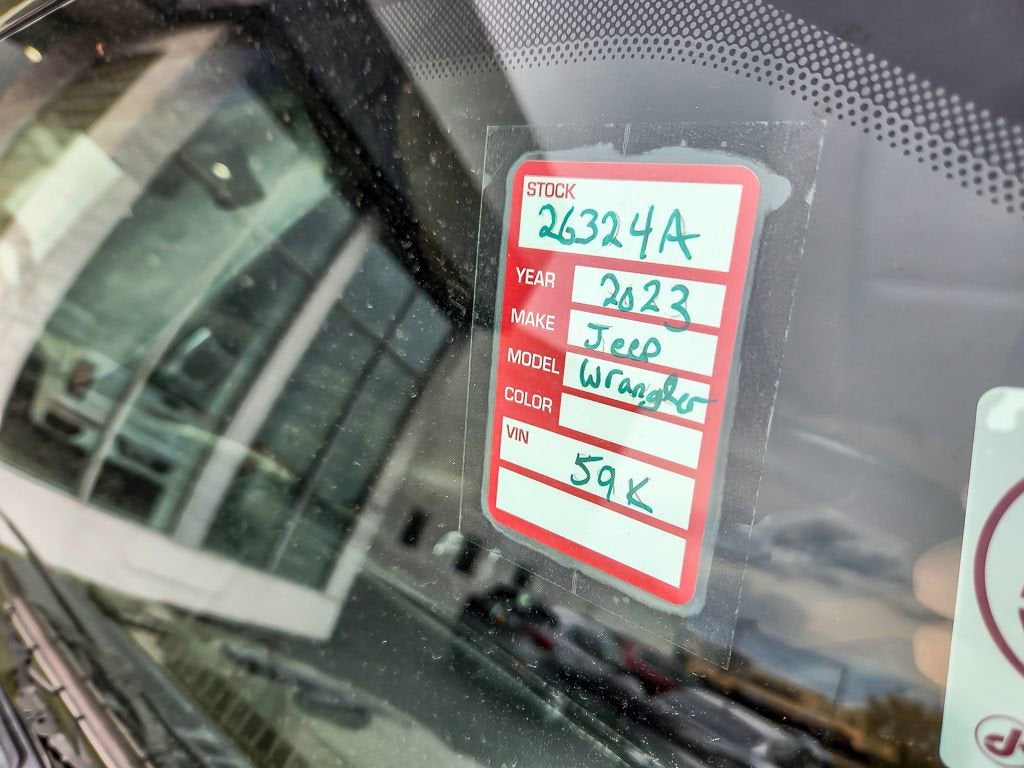 STOCK
26324A
YEAR 2023
MAKE Jeep
MODEL Wrangler
COLOR
VIN
59K